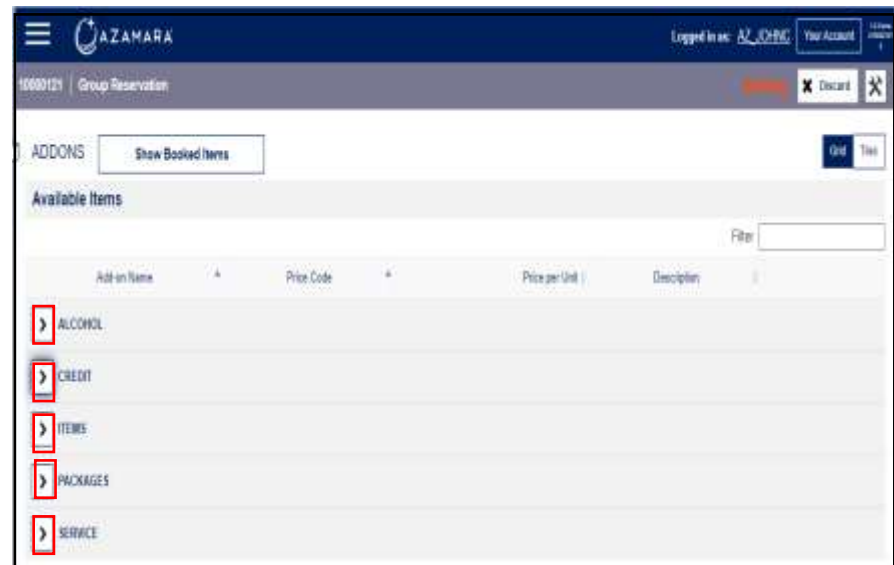 AZAMARA
Logged in as: AZ_JOHNC Your Account
10000121 | Group Reservation
Discard
ADDONS Show Booked Items
Grid Tiles
Available Items
Filter
Add-on Name Price Code Price per Unit Description
ALCOHOL
CREDIT
ITEMS
PACKAGES
SERVICE